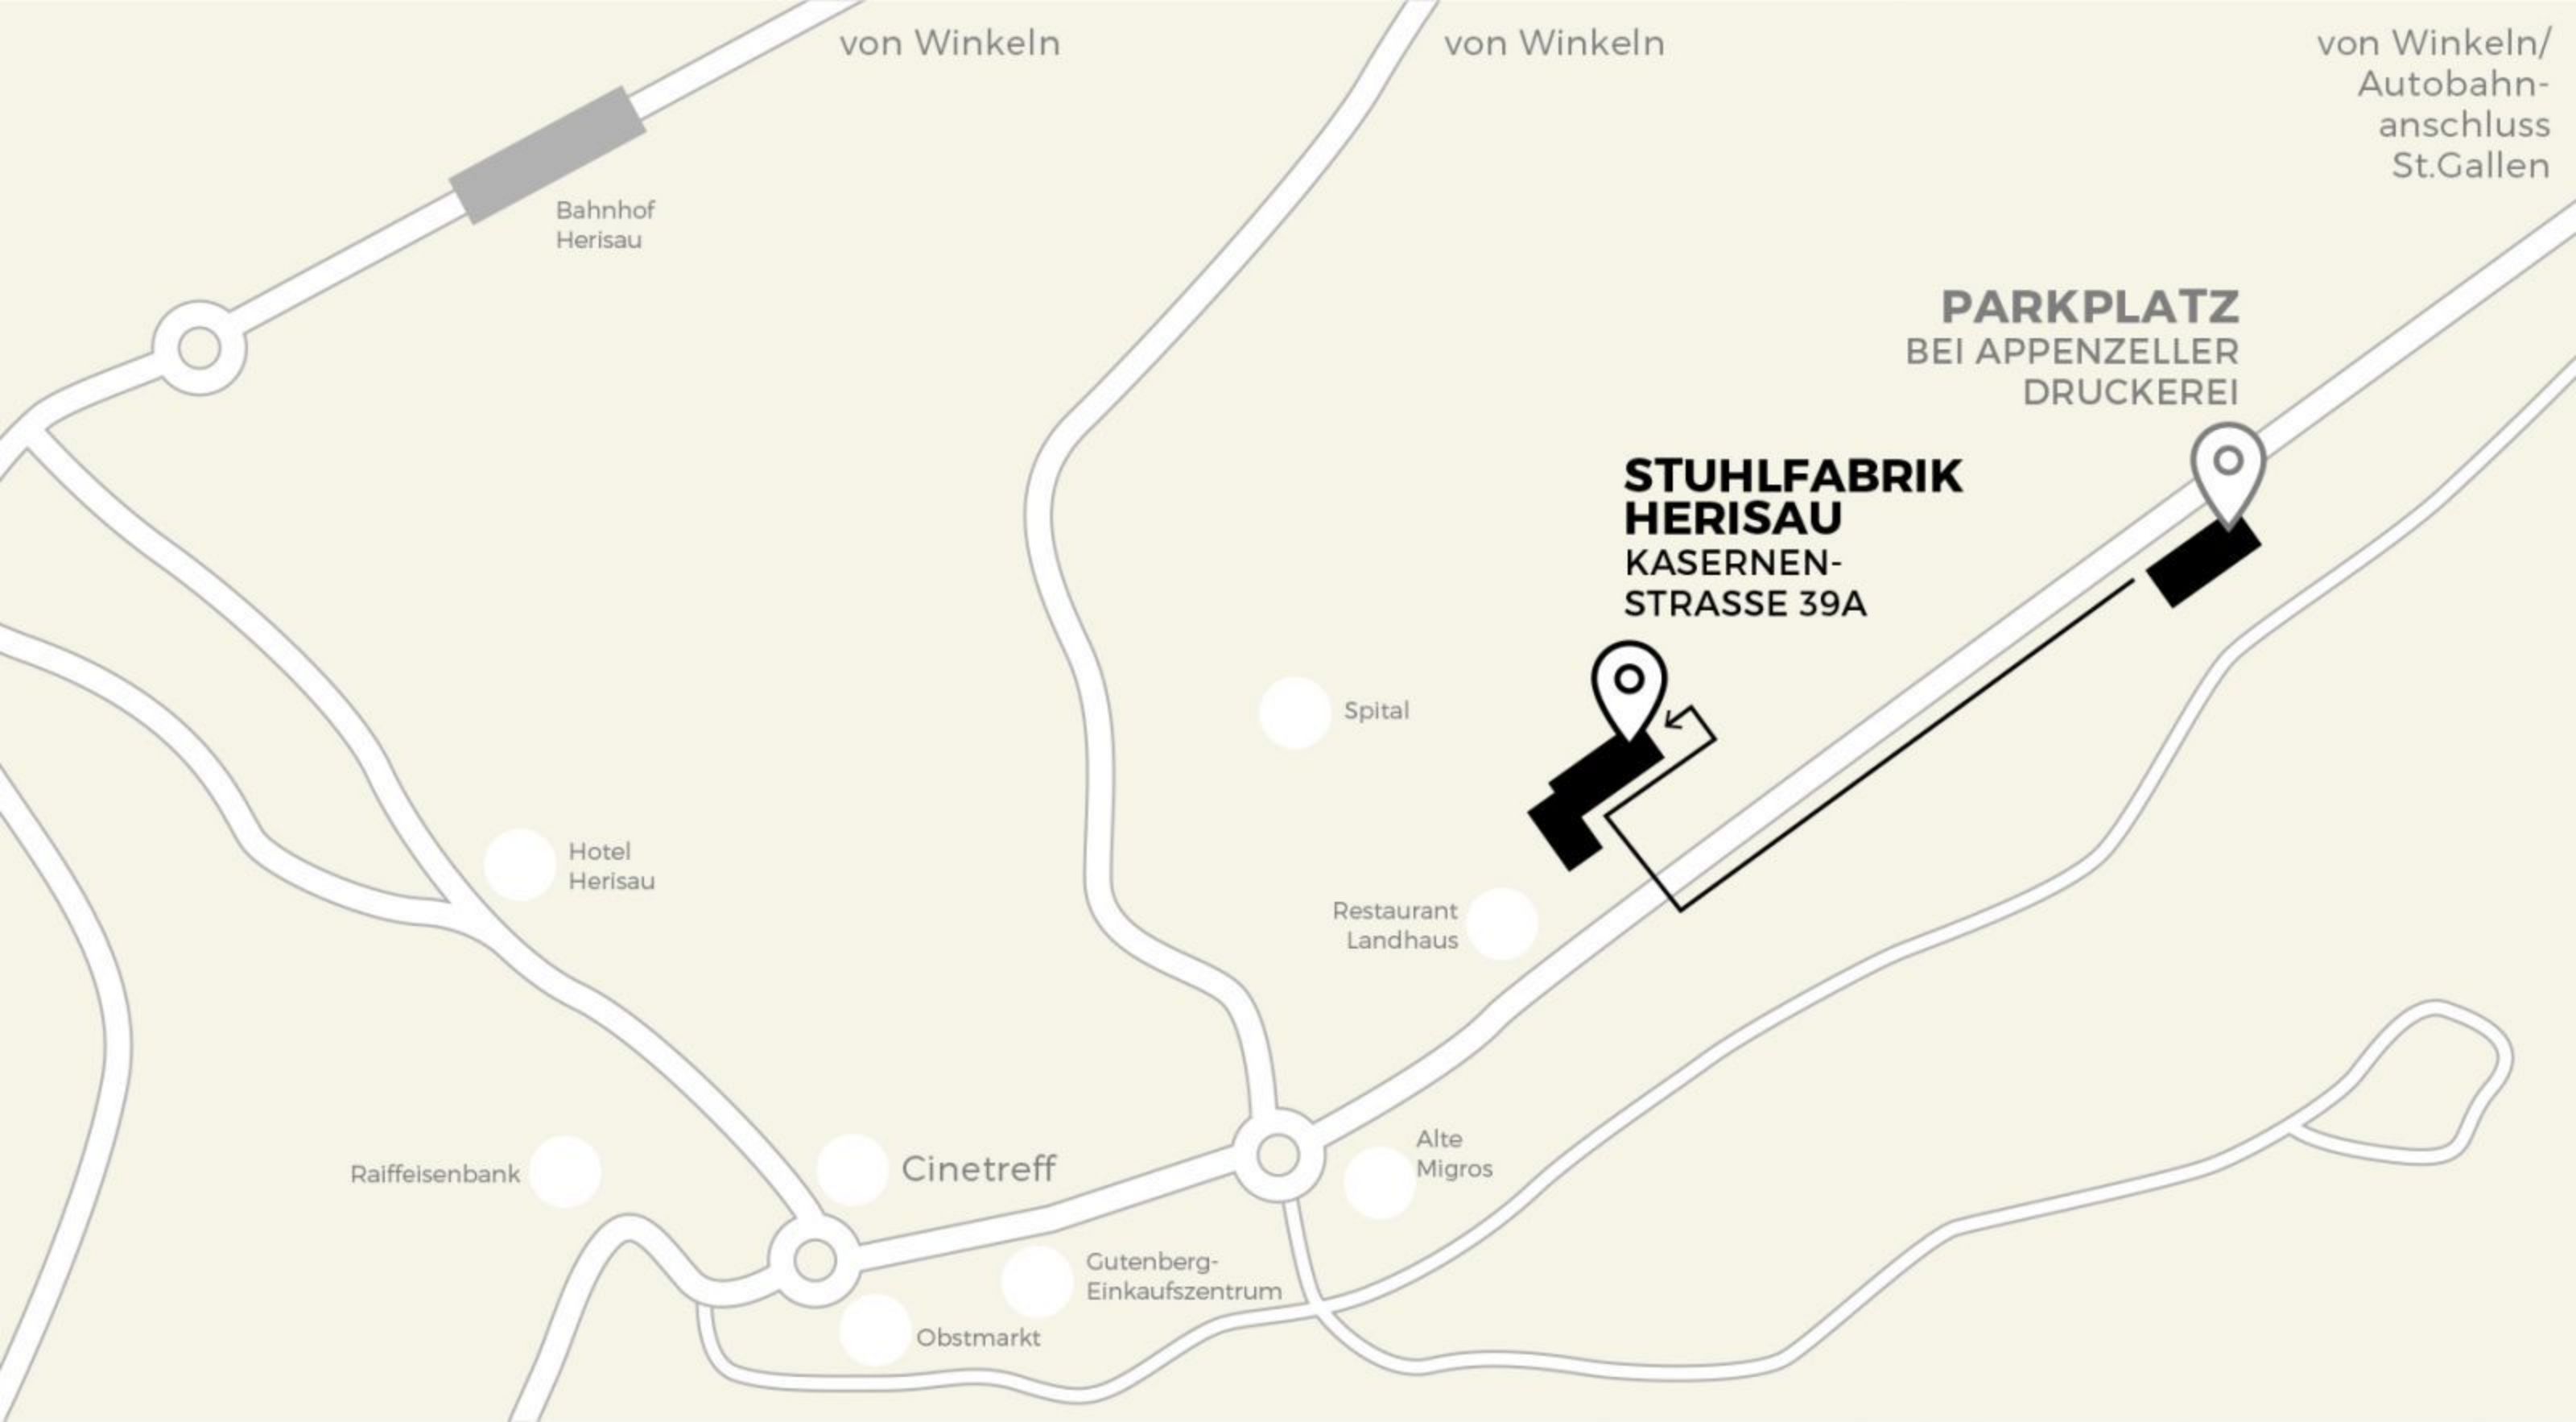 von Winkeln
von Winkeln
von Winkeln/
Autobahn-
anschluss
St.Gallen
Bahnhof
Herisau
PARKPLATZ
BEI APPENZELLER
DRUCKEREI
STUHLFABRIK
HERISAU
KASERNEN-
STRASSE 39A
Spital
Hotel
Herisau
Restaurant
Landhaus
Raiffeisenbank
Cinetreff
Alte
Migros
Gutenberg-
Einkaufszentrum
Obstmarkt